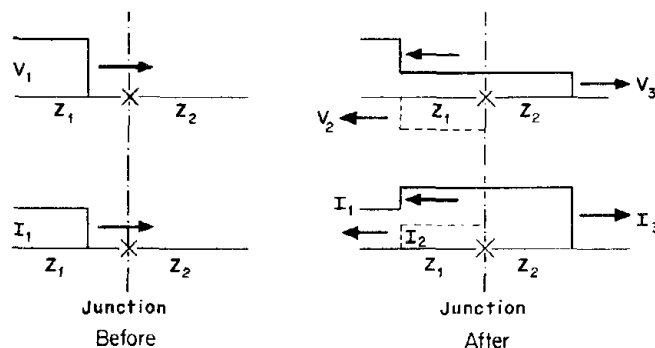 V₁
Z₁ Z₂
V₃
V₂
Z₁ Z₂
I₁
Z₁ Z₂
I₁
I₂
I₃
Z₁ Z₂
Junction
Before
Junction
After